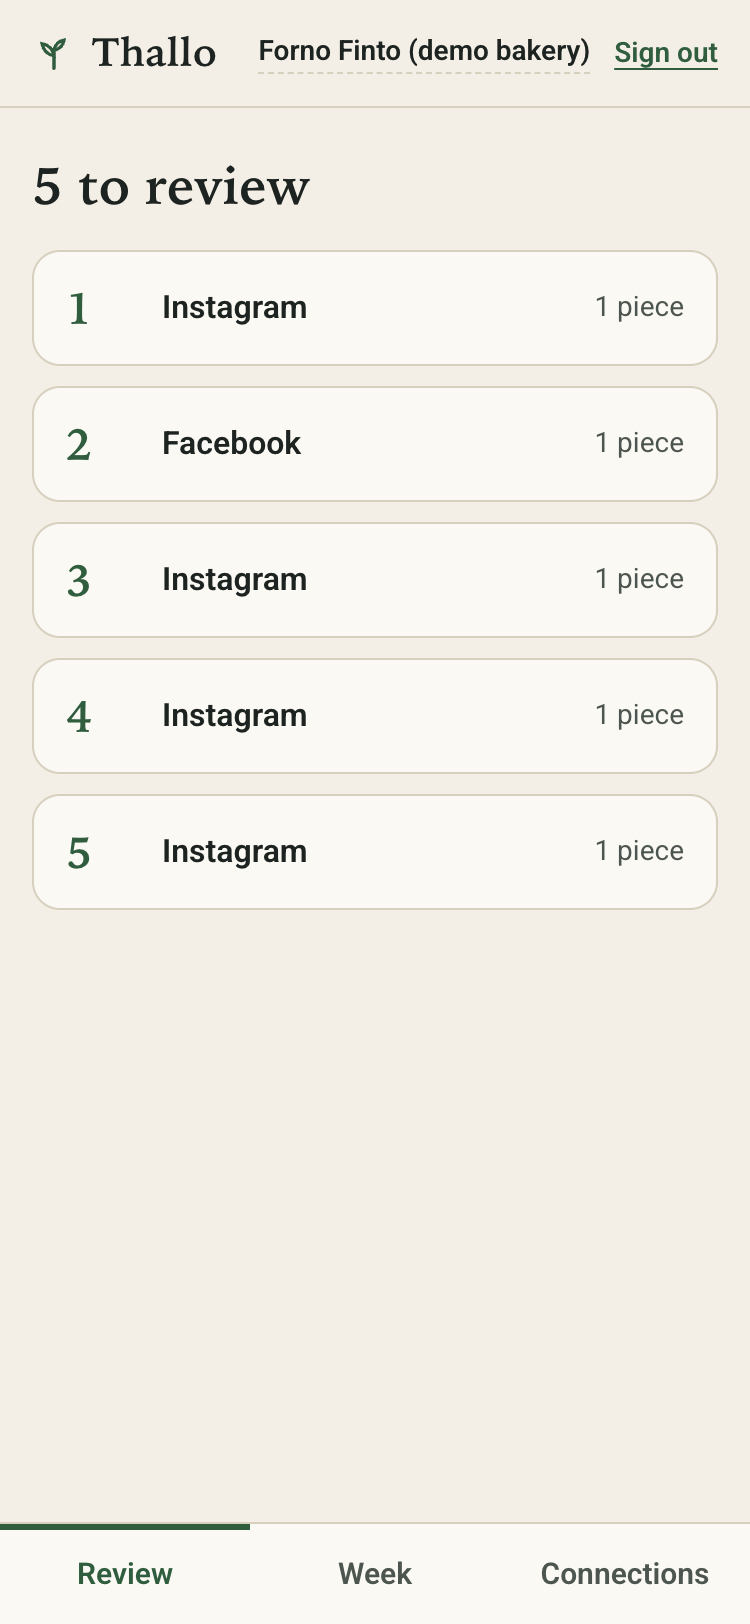 Thallo Forno Finto (demo bakery) Sign out
5 to review
1 Instagram 1 piece
2 Facebook 1 piece
3 Instagram 1 piece
4 Instagram 1 piece
5 Instagram 1 piece
Review Week Connections